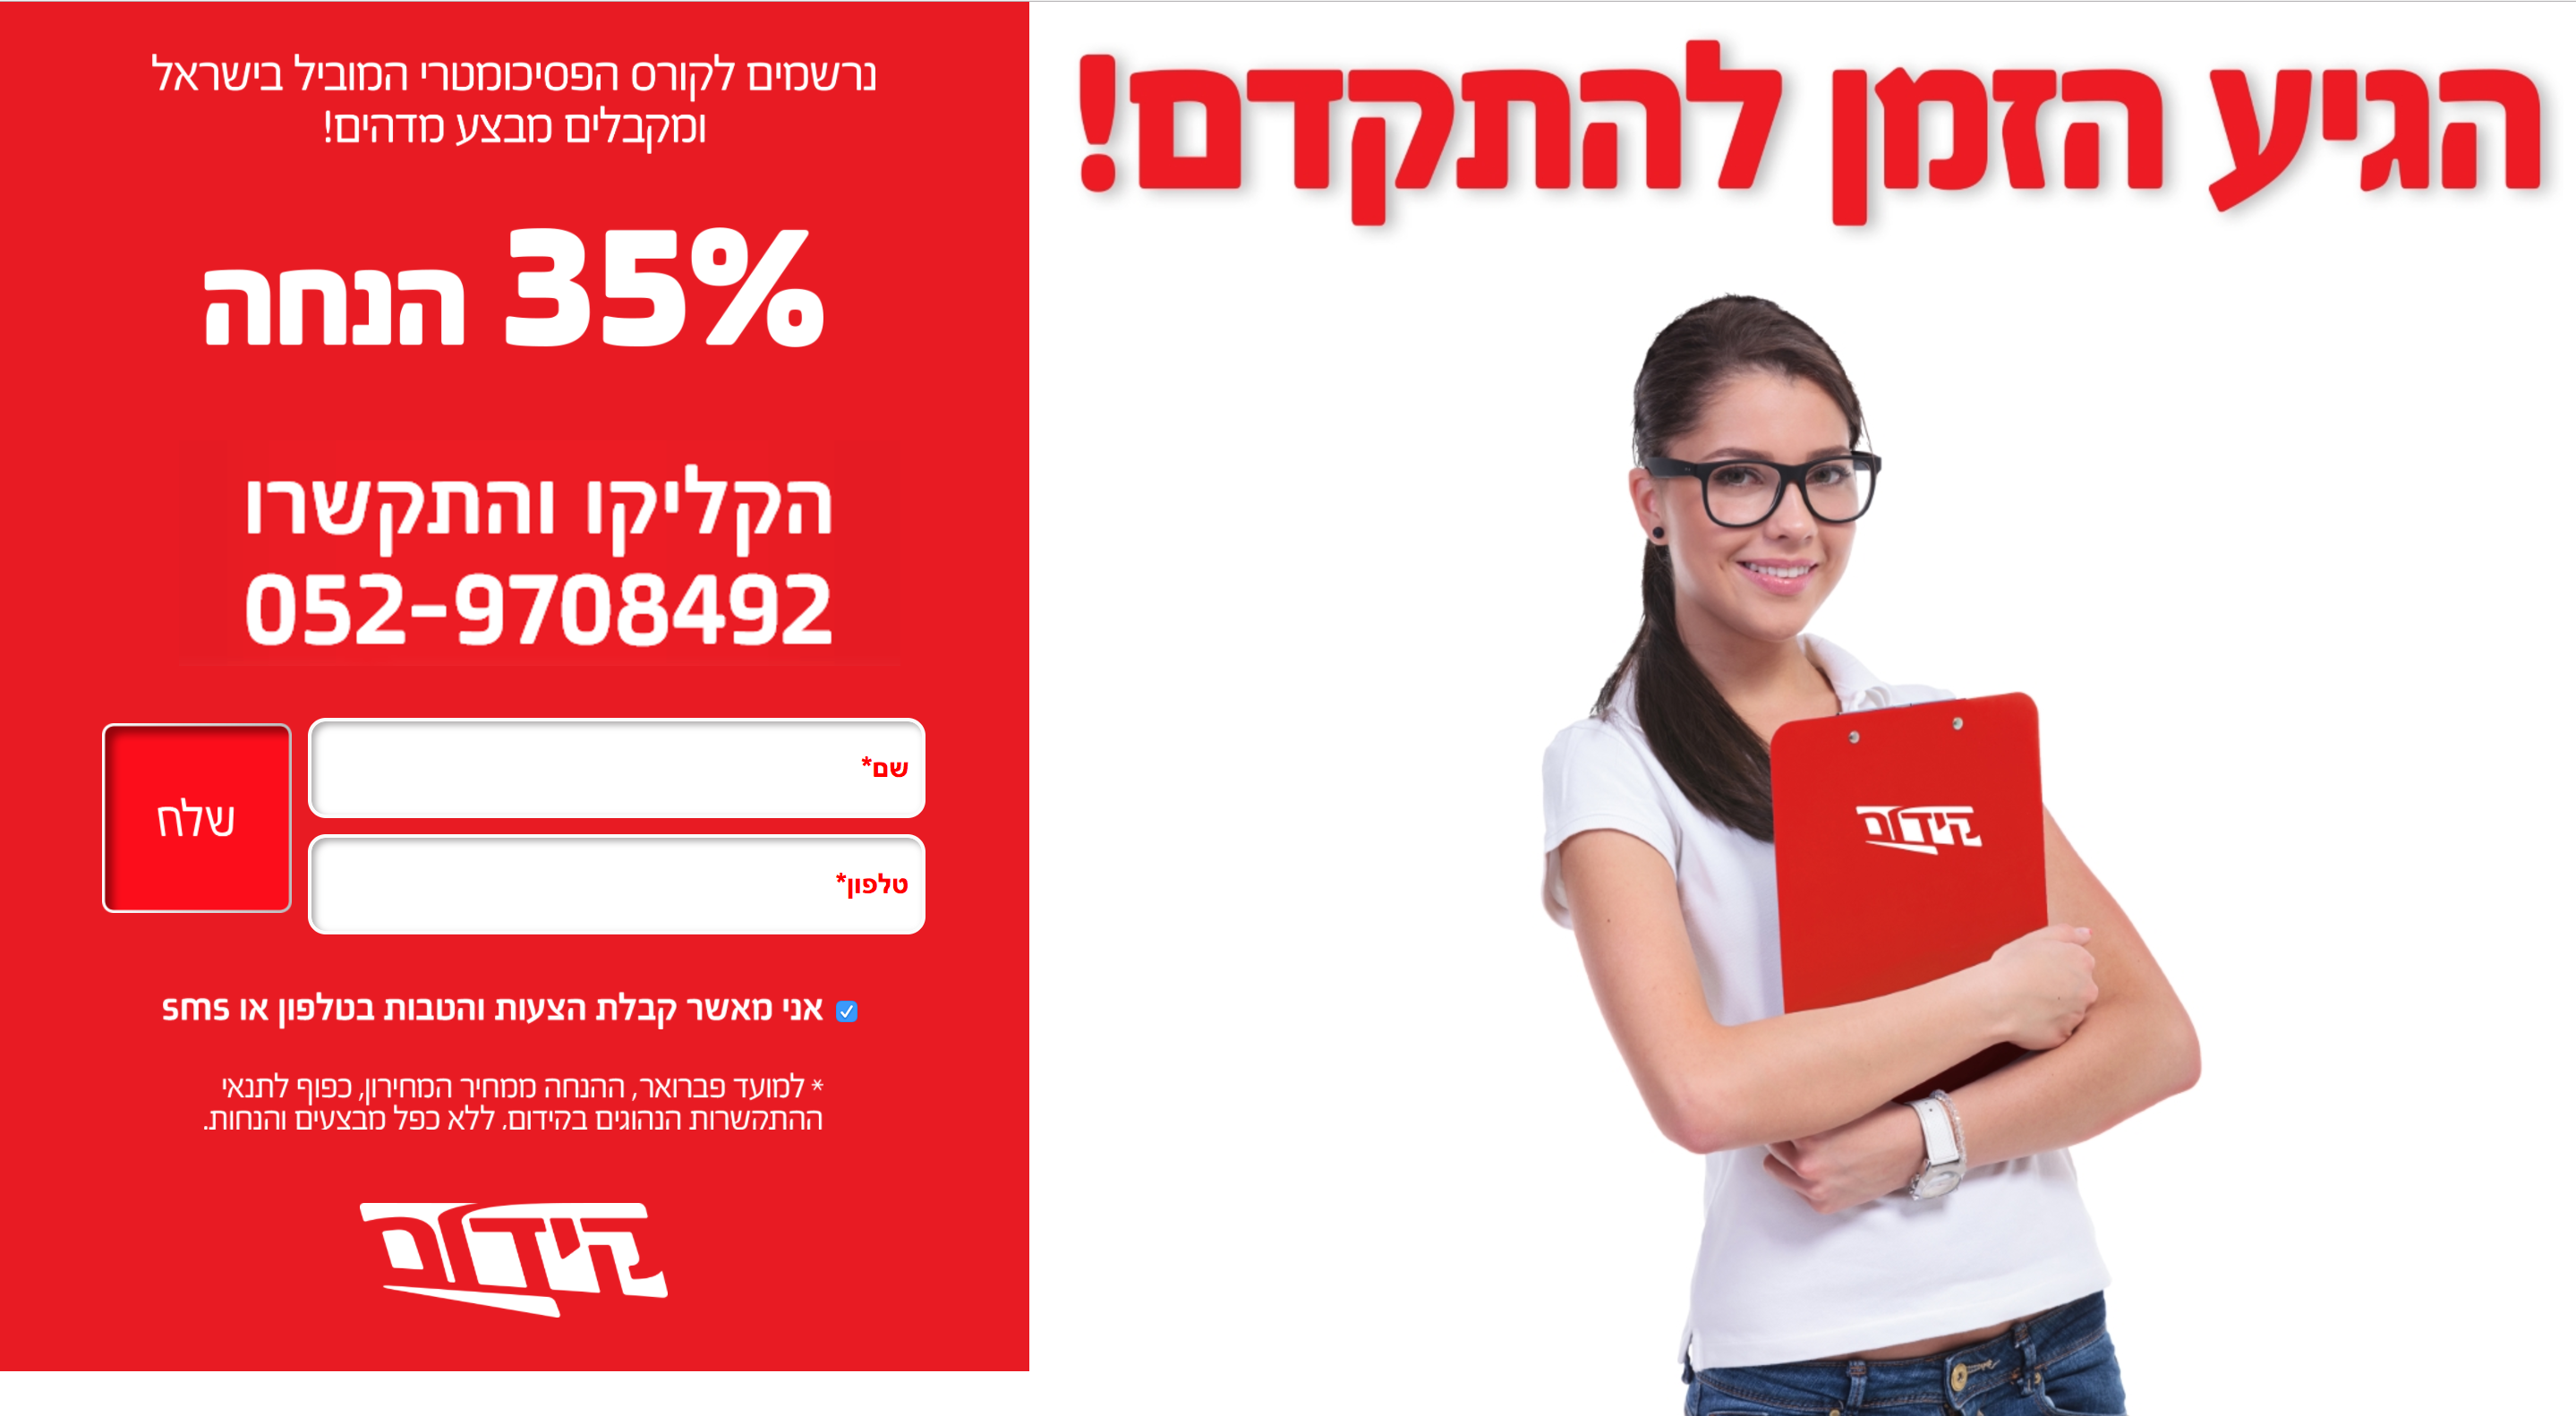 הגיע הזמן להתקדם!
נרשמים לקורס הפסיכומטרי המוביל בישראל
ומקבלים מבצע מדהים!
35% הנחה
הקליקו והתקשרו
052-9708492
שם*
טלפון*
שלח
אני מאשר קבלת הצעות והטבות בטלפון או sms
* למועד פברואר, ההנחה ממחיר המחירון, כפוף לתנאי
ההתקשרות הנהוגים בקידום. ללא כפל מבצעים והנחות.
קידום
קידום